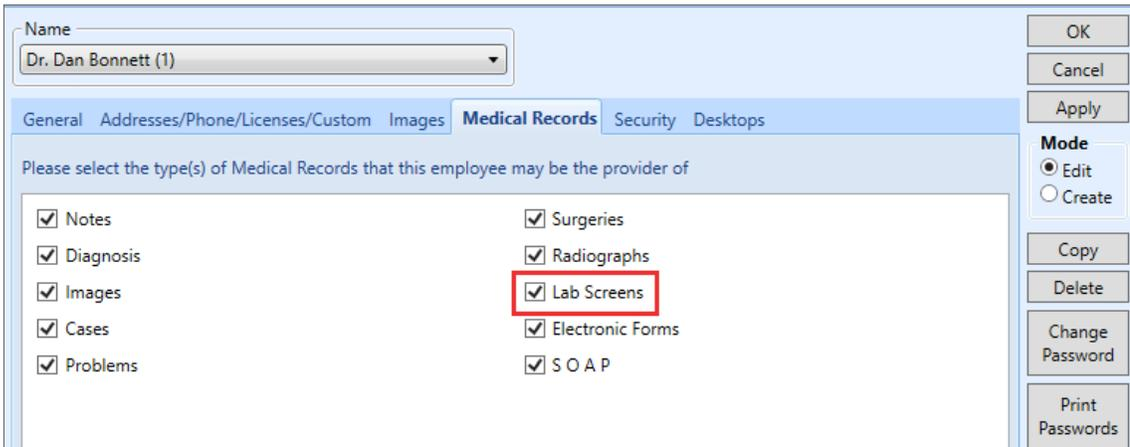 Name
Dr. Dan Bonnett (1)
General Addresses/Phone/Licenses/Custom Images Medical Records Security Desktops
Please select the type(s) of Medical Records that this employee may be the provider of
Notes
Diagnosis
Images
Cases
Problems
Surgeries
Radiographs
Lab Screens
Electronic Forms
S O A P
OK
Cancel
Apply
Mode
Edit
Create
Copy
Delete
Change
Password
Print
Passwords